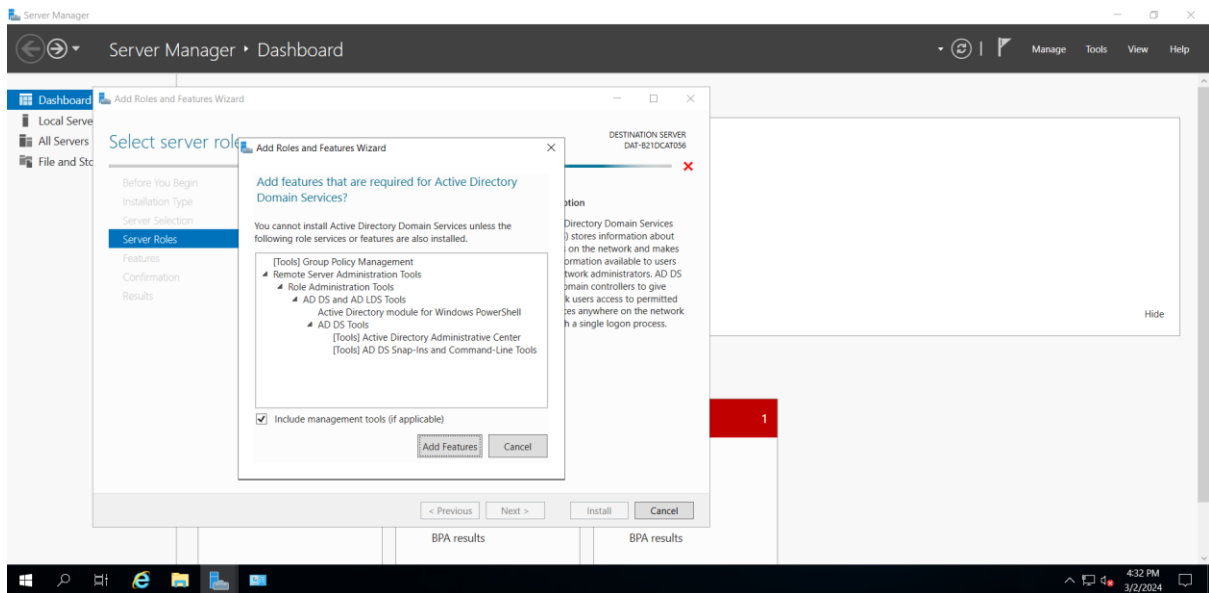 Server Manager
Server Manager • Dashboard
Manage Tools View Help
Dashboard
Local Serve
All Servers
File and Sto
Add Roles and Features Wizard
Select server role
DESTINATION SERVER
DAT-B21DCAT056
Before You Begin
Installation Type
Server Selection
Server Roles
Features
Confirmation
Results
Add Roles and Features Wizard
Add features that are required for Active Directory
Domain Services?
You cannot install Active Directory Domain Services unless the
following role services or features are also installed.
[Tools] Group Policy Management
Remote Server Administration Tools
Role Administration Tools
AD DS and AD LDS Tools
Active Directory module for Windows PowerShell
AD DS Tools
[Tools] Active Directory Administrative Center
[Tools] AD DS Snap-Ins and Command-Line Tools
Include management tools (if applicable)
Add Features Cancel
ption
Directory Domain Services
) stores information about
on the network and makes
ormation available to users
twork administrators. AD DS
omain controllers to give
k users access to permitted
ces anywhere on the network
h a single logon process.
< Previous Next > Install Cancel
Hide
1
BPA results
BPA results
4:32 PM
3/2/2024